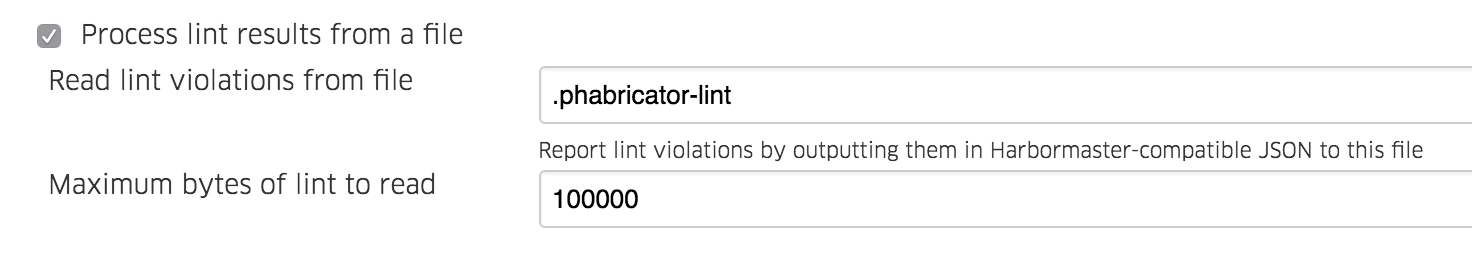 Process lint results from a file
Read lint violations from file
.phabricator-lint
Report lint violations by outputting them in Harbormaster-compatible JSON to this file
Maximum bytes of lint to read
100000